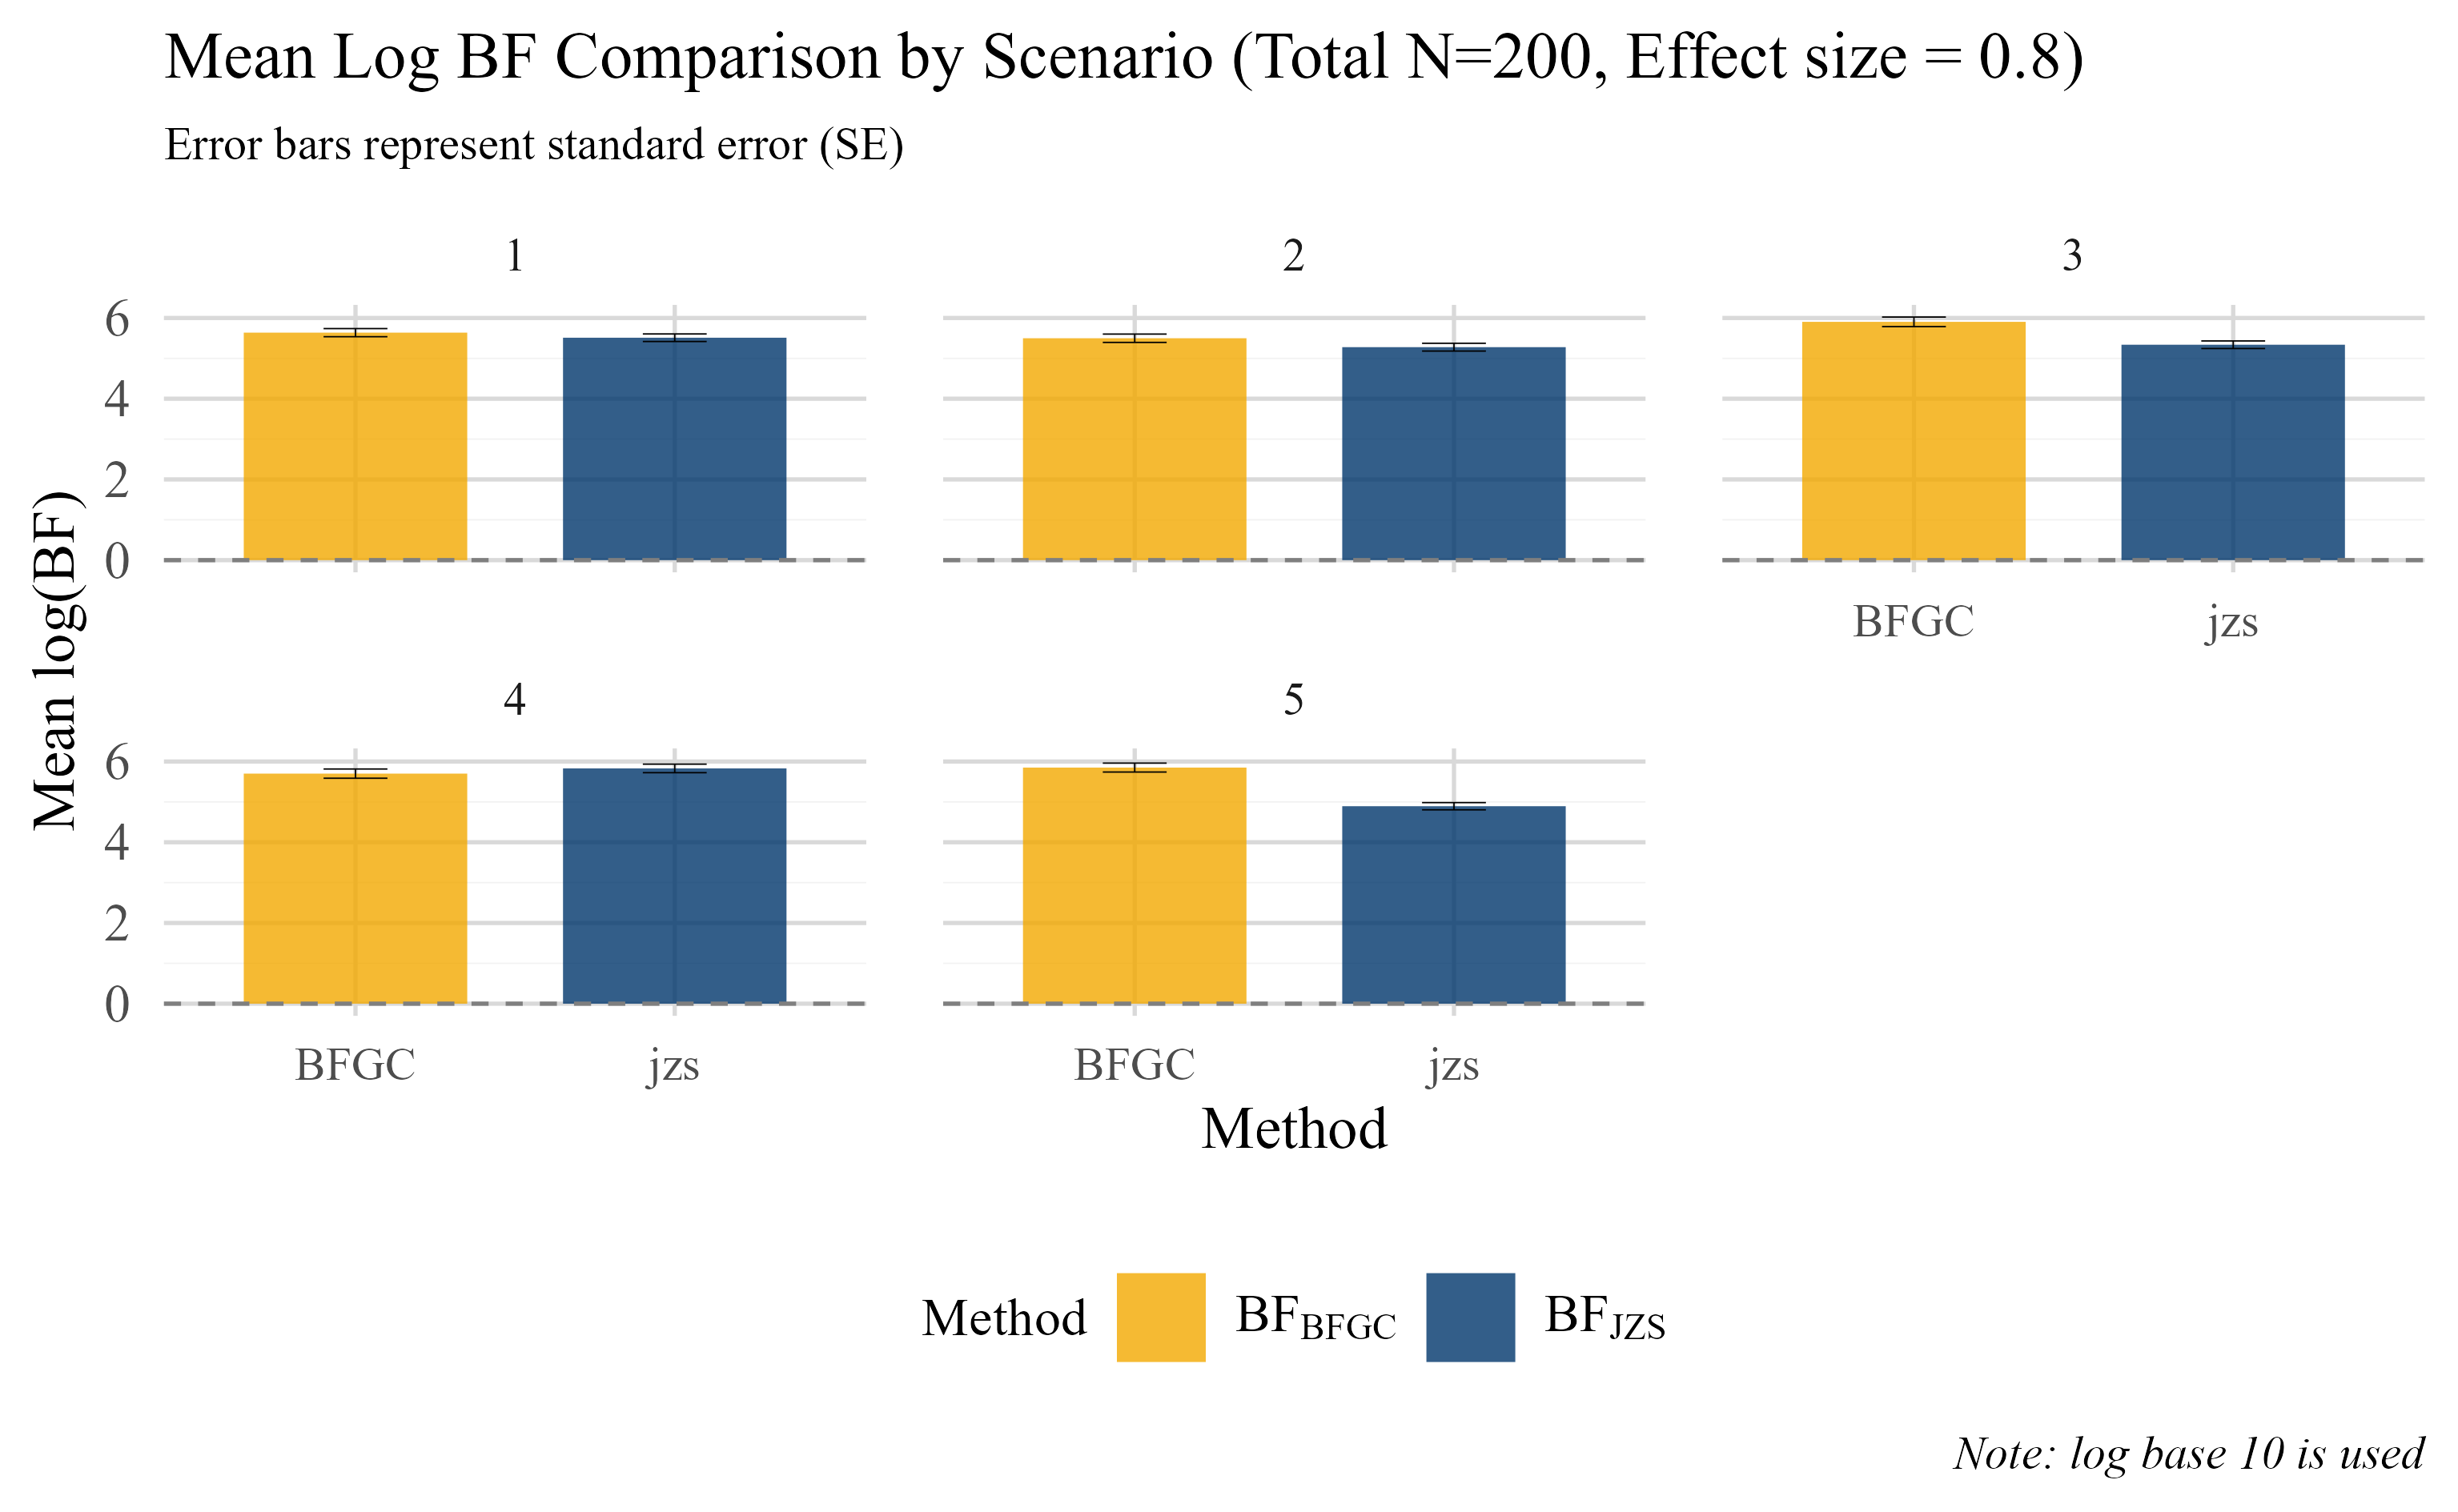 Mean Log BF Comparison by Scenario (Total N=200, Effect size = 0.8)
Error bars represent standard error (SE)
1
2
3
6
4
2
0
BFGC
jzs
4
5
6
4
2
0
BFGC
jzs
BFGC
jzs
Mean log(BF)
Method
Method
BF_BFGC
BF_JZS
Note: log base 10 is used